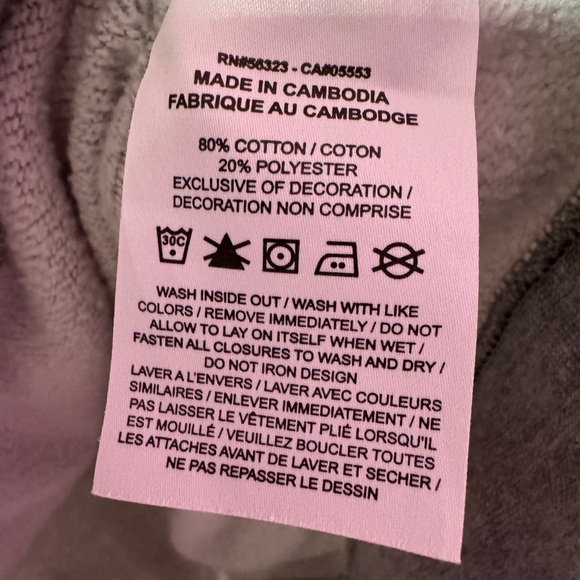 RN#56323 - CA#05553
MADE IN CAMBODIA
FABRIQUE AU CAMBODGE
80% COTTON / COTON
20% POLYESTER
EXCLUSIVE OF DECORATION /
DECORATION NON COMPRISE
30C
WASH INSIDE OUT / WASH WITH LIKE
COLORS / REMOVE IMMEDIATELY / DO NOT
ALLOW TO LAY ON ITSELF WHEN WET /
FASTEN ALL CLOSURES TO WASH AND DRY /
DO NOT IRON DESIGN
LAVER A L'ENVERS / LAVER AVEC COULEURS
SIMILAIRES / ENLEVER IMMEDIATEMENT / NE
PAS LAISSER LE VÊTEMENT PLIÉ LORSQU'IL
EST MOUILLÉ / VEUILLEZ BOUCLER TOUTES
LES ATTACHES AVANT DE LAVER ET SECHER /
NE PAS REPASSER LE DESSIN